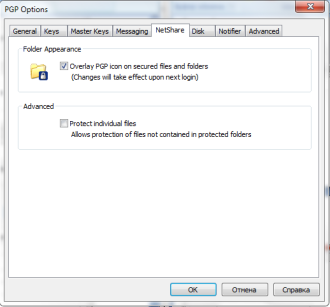 PGP Options
General Keys Master Keys Messaging NetShare Disk Notifier Advanced
Folder Appearance
Overlay PGP icon on secured files and folders
(Changes will take effect upon next login)
Advanced
Protect individual files
Allows protection of files not contained in protected folders
OK Отмена Справка